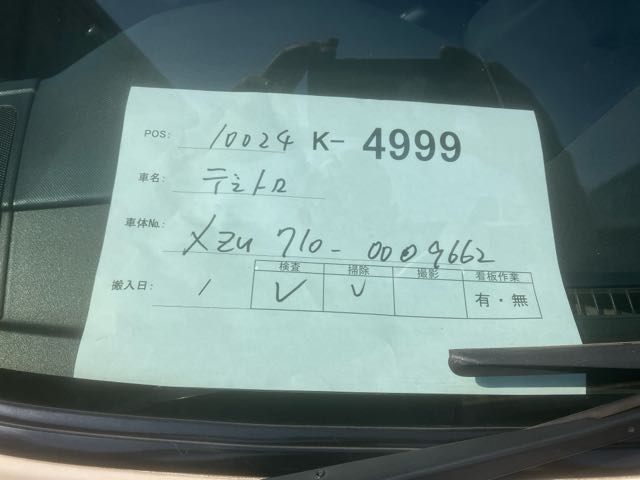 POS: 10024 K- 4999
車名: デュトロ
車体No.: XZU 710- 0009662
検査 掃除 撮影 看板作業
搬入日: / ✓ ✓ 有・無